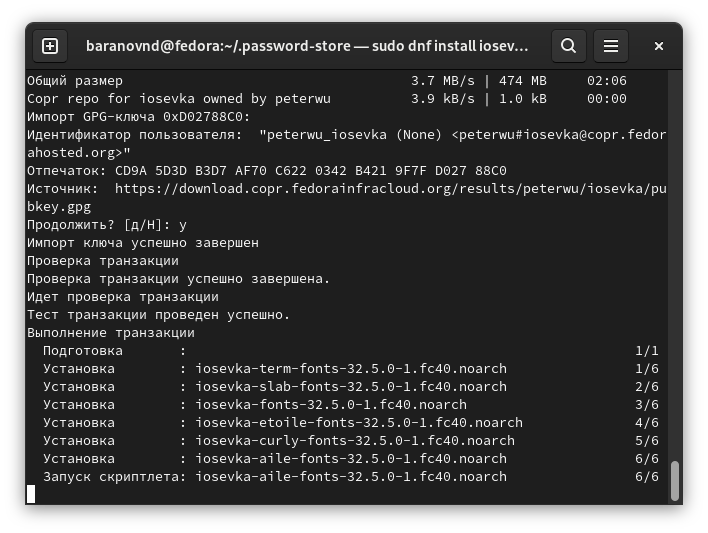 baranovnd@fedora:~/.password-store — sudo dnf install iosev…
Общий размер 3.7 MB/s | 474 MB 02:06
Copr repo for iosevka owned by peterwu 3.9 kB/s | 1.0 kB 00:00
Импорт GPG-ключа 0xD02788C0:
Идентификатор пользователя: "peterwu_iosevka (None) <peterwu#iosevka@copr.fedor
ahosted.org>"
Отпечаток: CD9A 5D3D B3D7 AF70 C622 0342 B421 9F7F D027 88C0
Источник: https://download.copr.fedorainfracloud.org/results/peterwu/iosevka/pu
bkey.gpg
Продолжить? [д/Н]: y
Импорт ключа успешно завершен
Проверка транзакции
Проверка транзакции успешно завершена.
Идет проверка транзакции
Тест транзакции проведен успешно.
Выполнение транзакции
Подготовка : 1/1
Установка : iosevka-term-fonts-32.5.0-1.fc40.noarch 1/6
Установка : iosevka-slab-fonts-32.5.0-1.fc40.noarch 2/6
Установка : iosevka-fonts-32.5.0-1.fc40.noarch 3/6
Установка : iosevka-etoile-fonts-32.5.0-1.fc40.noarch 4/6
Установка : iosevka-curly-fonts-32.5.0-1.fc40.noarch 5/6
Установка : iosevka-aile-fonts-32.5.0-1.fc40.noarch 6/6
Запуск скриптлета: iosevka-aile-fonts-32.5.0-1.fc40.noarch 6/6